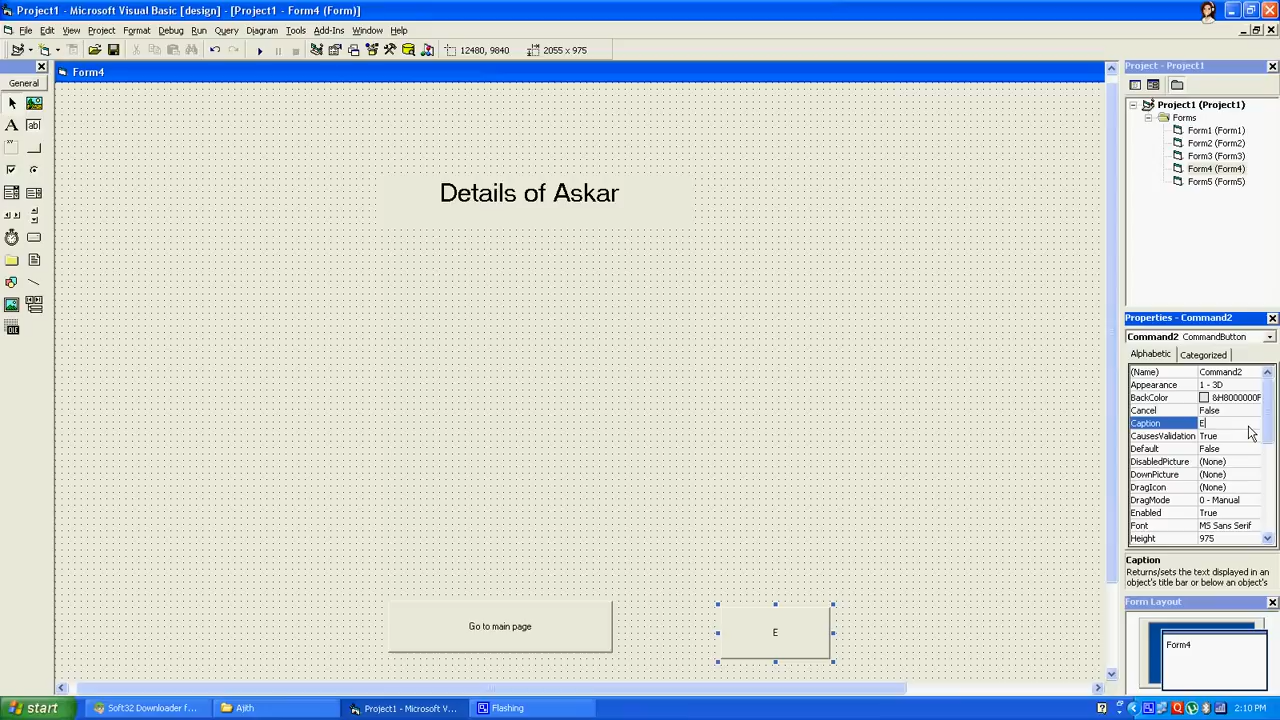 Project1 - Microsoft Visual Basic [design] - [Project1 - Form4 (Form)]
File Edit View Project Format Debug Run Query Diagram Tools Add-Ins Window Help
12480, 9840 2055 x 975
General
Form4
Details of Askar
Go to main page
E
Project - Project1
Project1 (Project1)
Forms
Form1 (Form1)
Form2 (Form2)
Form3 (Form3)
Form4 (Form4)
Form5 (Form5)
Properties - Command2
Command2 CommandButton
Alphabetic Categorized
(Name) Command2
Appearance 1 - 3D
BackColor &H8000000F
Cancel False
Caption E
CausesValidation True
Default False
DisabledPicture (None)
DownPicture (None)
DragIcon (None)
DragMode 0 - Manual
Enabled True
Font MS Sans Serif
Height 975
Caption
Returns/sets the text displayed in an
object's title bar or below an object's
Form Layout
Form4
start Soft32 Downloader f... Ajith Project1 - Microsoft V... Flashing 2:10 PM